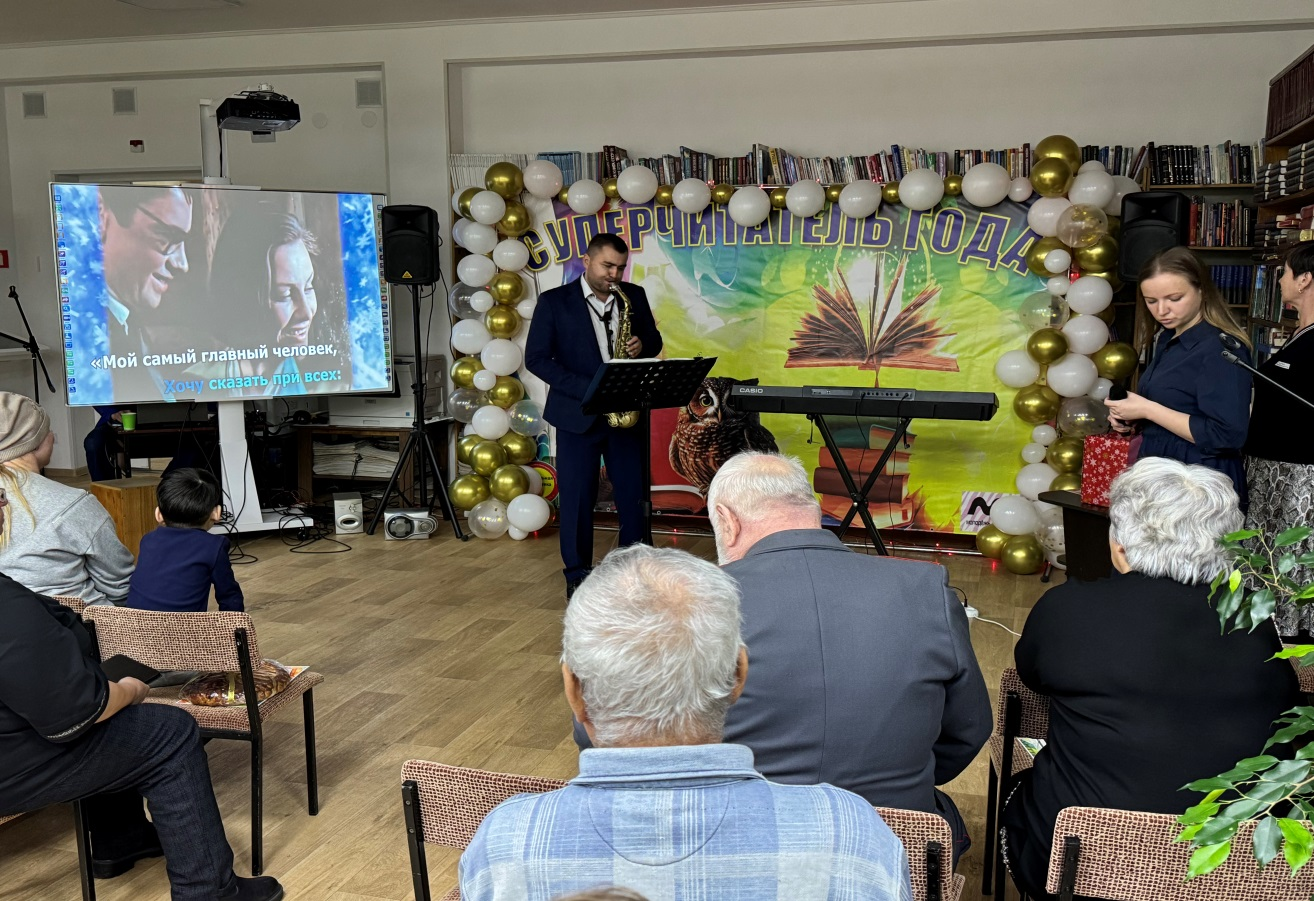 СУПЕРЧИТАТЕЛЬ ГОДА
«Мой самый главный человек,
Хочу сказать при всех:
CASIO